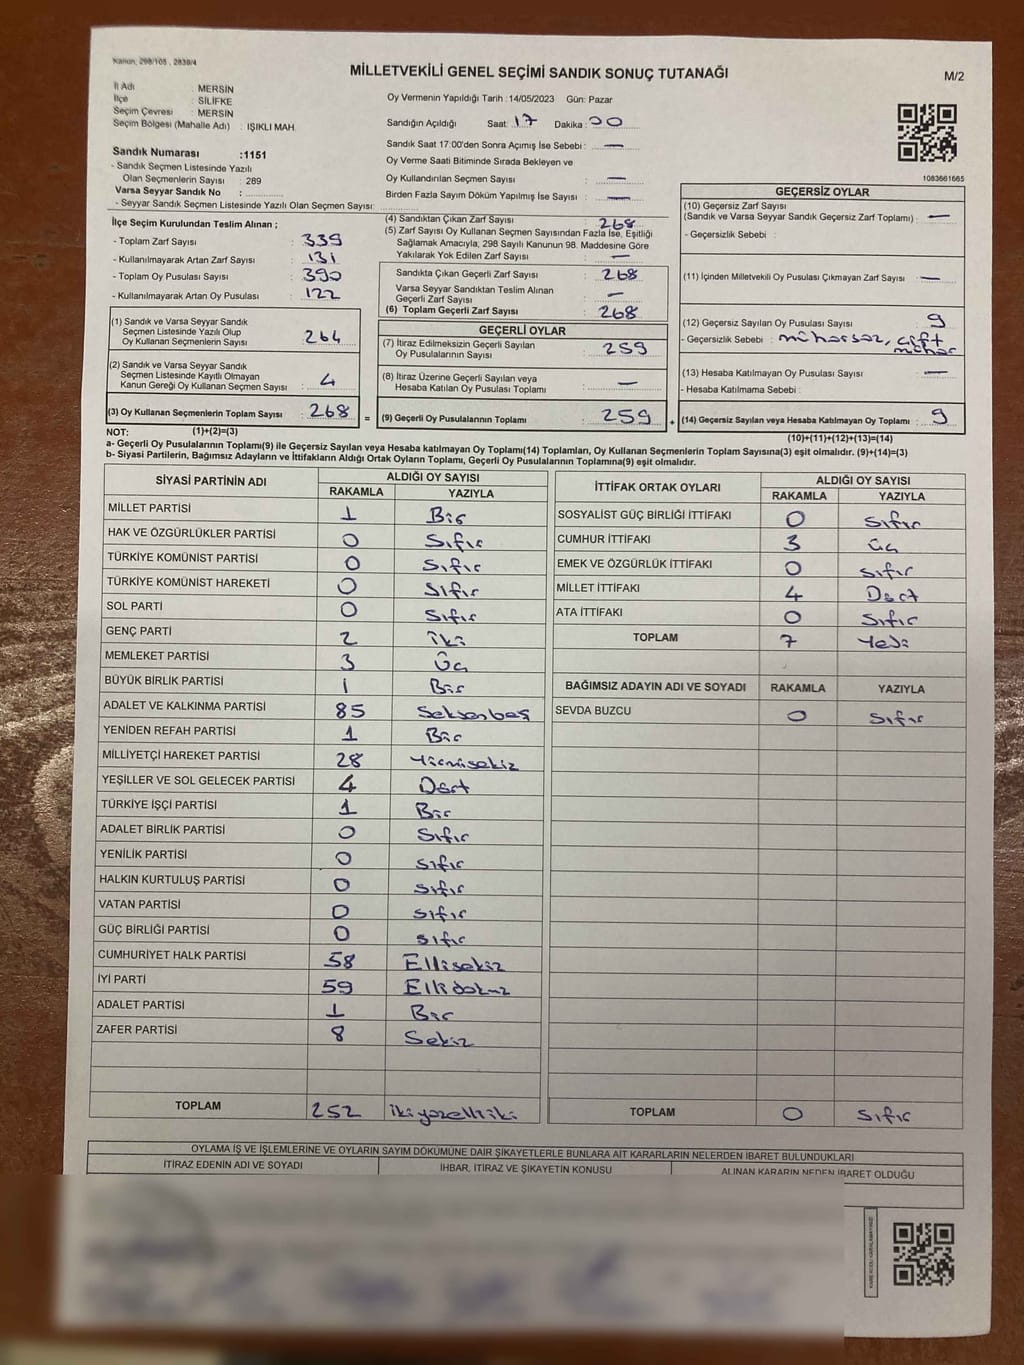 Kanun, 298/105 , 2839/4
MİLLETVEKİLİ GENEL SEÇİMİ SANDIK SONUÇ TUTANAĞI
M/2
İl Adı : MERSİN
İlçe : SİLİFKE
Seçim Çevresi : MERSİN
Seçim Bölgesi (Mahalle Adı) : IŞIKLI MAH.
Sandık Numarası :1151
- Sandık Seçmen Listesinde Yazılı
Olan Seçmenlerin Sayısı : 289
Varsa Seyyar Sandık No :
- Seyyar Sandık Seçmen Listesinde Yazılı Olan Seçmen Sayısı:
Oy Vermenin Yapıldığı Tarih :14/05/2023 Gün: Pazar
Sandığın Açıldığı Saat: 17 Dakika: 00
Sandık Saat 17:00'den Sonra Açımış İse Sebebi : —
Oy Verme Saati Bitiminde Sırada Bekleyen ve
Oy Kullandırılan Seçmen Sayısı : —
Birden Fazla Sayım Döküm Yapılmış İse Sayısı : —
1083661665
İlçe Seçim Kurulundan Teslim Alınan ;
- Toplam Zarf Sayısı : 339
- Kullanılmayarak Artan Zarf Sayısı : 131
- Toplam Oy Pusulası Sayısı : 390
- Kullanılmayarak Artan Oy Pusulası : 122
(1) Sandık ve Varsa Seyyar Sandık
Seçmen Listesinde Yazılı Olup
Oy Kullanan Seçmenlerin Sayısı : 264
(2) Sandık ve Varsa Seyyar Sandık
Seçmen Listesinde Kayıtlı Olmayan
Kanun Gereği Oy Kullanan Seçmen Sayısı : 4
(3) Oy Kullanan Seçmenlerin Toplam Sayısı : 268 =
(4) Sandıktan Çıkan Zarf Sayısı : 268
(5) Zarf Sayısı Oy Kullanan Seçmen Sayısından Fazla İse, Eşitliği
Sağlamak Amacıyla, 298 Sayılı Kanunun 98. Maddesine Göre
Yakılarak Yok Edilen Zarf Sayısı : —
Sandıkta Çıkan Geçerli Zarf Sayısı : 268
Varsa Seyyar Sandıktan Teslim Alınan
Geçerli Zarf Sayısı : —
(6) Toplam Geçerli Zarf Sayısı : 268
GEÇERLİ OYLAR
(7) İtiraz Edilmeksizin Geçerli Sayılan
Oy Pusulalarının Sayısı : 259
(8) İtiraz Üzerine Geçerli Sayılan veya
Hesaba Katılan Oy Pusulası Toplamı : —
(9) Geçerli Oy Pusulalarının Toplamı : 259 +
GEÇERSİZ OYLAR
(10) Geçersiz Zarf Sayısı
(Sandık ve Varsa Seyyar Sandık Geçersiz Zarf Toplamı) : —
- Geçersizlik Sebebi :
(11) İçinden Milletvekili Oy Pusulası Çıkmayan Zarf Sayısı : —
(12) Geçersiz Sayılan Oy Pusulası Sayısı : 9
- Geçersizlik Sebebi : mühürsüz, çift
mühür
(13) Hesaba Katılmayan Oy Pusulası Sayısı : —
- Hesaba Katılmama Sebebi :
(14) Geçersiz Sayılan veya Hesaba Katılmayan Oy Toplamı : 9
NOT: (1)+(2)=(3)
(10)+(11)+(12)+(13)=(14)
a- Geçerli Oy Pusulalarının Toplamı(9) ile Geçersiz Sayılan veya Hesaba katılmayan Oy Toplamı(14) Toplamları, Oy Kullanan Seçmenlerin Toplam Sayısına(3) eşit olmalıdır. (9)+(14)=(3)
b- Siyasi Partilerin, Bağımsız Adayların ve İttifakların Aldığı Ortak Oyların Toplamı, Geçerli Oy Pusulalarının Toplamına(9) eşit olmalıdır.
SİYASİ PARTİNİN ADI ALDIĞI OY SAYISI
RAKAMLA YAZIYLA
MİLLET PARTİSİ 1 Bir
HAK VE ÖZGÜRLÜKLER PARTİSİ 0 Sıfır
TÜRKİYE KOMÜNİST PARTİSİ 0 Sıfır
TÜRKİYE KOMÜNİST HAREKETİ 0 Sıfır
SOL PARTİ 0 Sıfır
GENÇ PARTİ 2 iki
MEMLEKET PARTİSİ 3 Üç
BÜYÜK BİRLİK PARTİSİ 1 Bir
ADALET VE KALKINMA PARTİSİ 85 Seksenbeş
YENİDEN REFAH PARTİSİ 1 Bir
MİLLİYETÇİ HAREKET PARTİSİ 28 Yirmisekiz
YEŞİLLER VE SOL GELECEK PARTİSİ 4 Dört
TÜRKİYE İŞÇİ PARTİSİ 1 Bir
ADALET BİRLİK PARTİSİ 0 Sıfır
YENİLİK PARTİSİ 0 Sıfır
HALKIN KURTULUŞ PARTİSİ 0 Sıfır
VATAN PARTİSİ 0 Sıfır
GÜÇ BİRLİĞİ PARTİSİ 0 Sıfır
CUMHURİYET HALK PARTİSİ 58 Ellisekiz
İYİ PARTİ 59 Ellidokuz
ADALET PARTİSİ 1 Bir
ZAFER PARTİSİ 8 Sekiz
TOPLAM 252 ikiyüzelliiki
İTTİFAK ORTAK OYLARI ALDIĞI OY SAYISI
RAKAMLA YAZIYLA
SOSYALIST GÜÇ BİRLİĞİ İTTİFAKI 0 Sıfır
CUMHUR İTTİFAKI 3 üç
EMEK VE ÖZGÜRLÜK İTTİFAKI 0 Sıfır
MİLLET İTTİFAKI 4 Dört
ATA İTTİFAKI 0 Sıfır
TOPLAM 7 Yedi
BAĞIMSIZ ADAYIN ADI VE SOYADI RAKAMLA YAZIYLA
SEVDA BUZCU 0 Sıfır
TOPLAM 0 Sıfır
OYLAMA İŞ VE İŞLEMLERİNE VE OYLARIN SAYIM DÖKÜMÜNE DAİR ŞİKAYETLERLE BUNLARA AİT KARARLARIN NELERDEN İBARET BULUNDUKLARI
İTİRAZ EDENİN ADI VE SOYADI İHBAR, İTİRAZ VE ŞİKAYETİN KONUSU ALINAN KARARIN NEDEN İBARET OLDUĞU